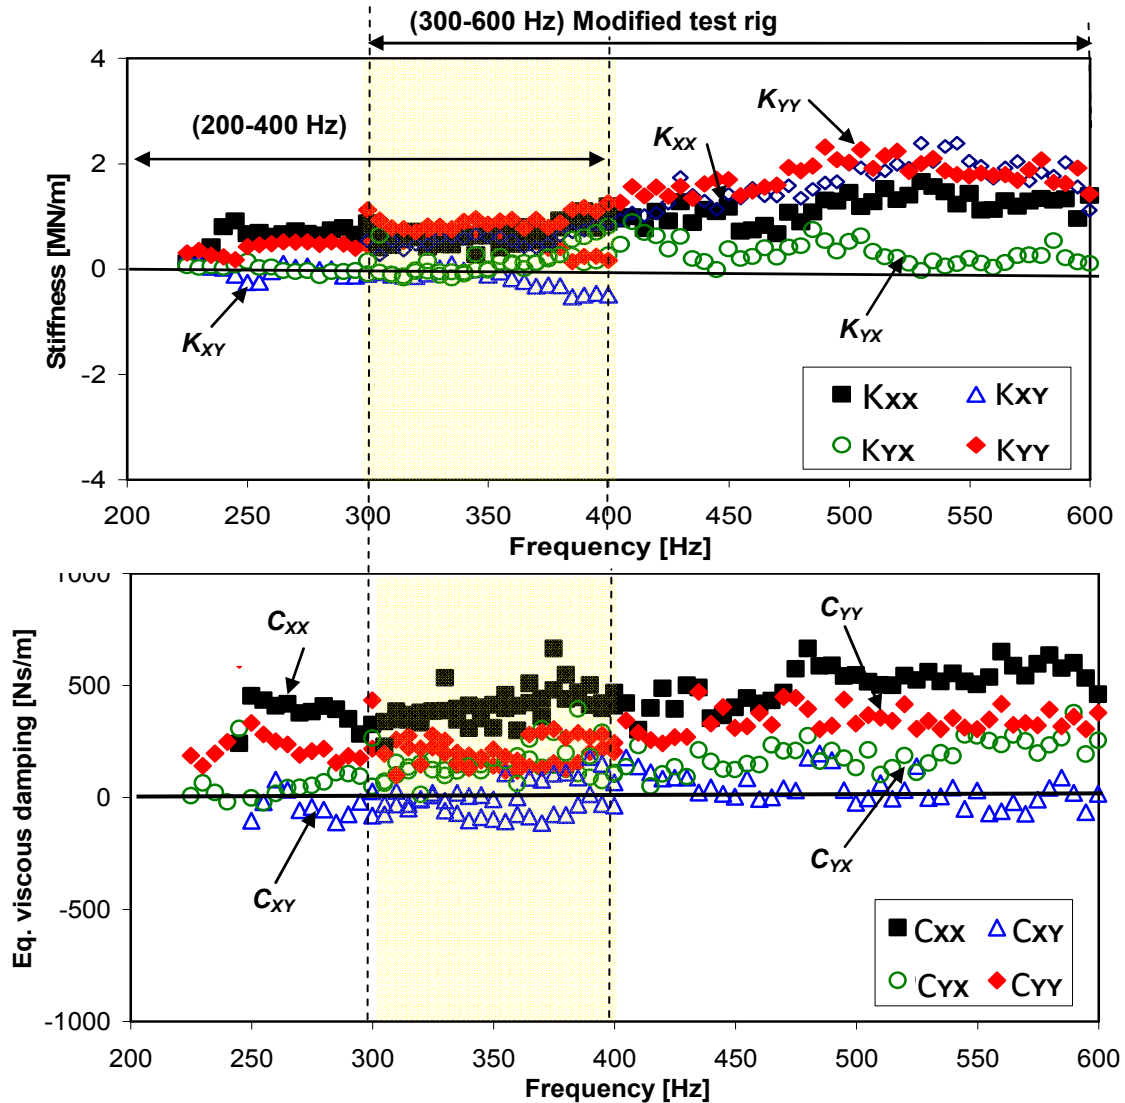 (300-600 Hz) Modified test rig
4
2
0
-2
-4
Stiffness [MN/m]
(200-400 Hz)
KXX
KYY
KXY
KYX
KXX KXY
KYX KYY
200 250 300 350 400 450 500 550 600
Frequency [Hz]
1000
500
0
-500
-1000
Eq. viscous damping [Ns/m]
CXX
CYY
CXY
CYX
CXX CXY
CYX CYY
200 250 300 350 400 450 500 550 600
Frequency [Hz]